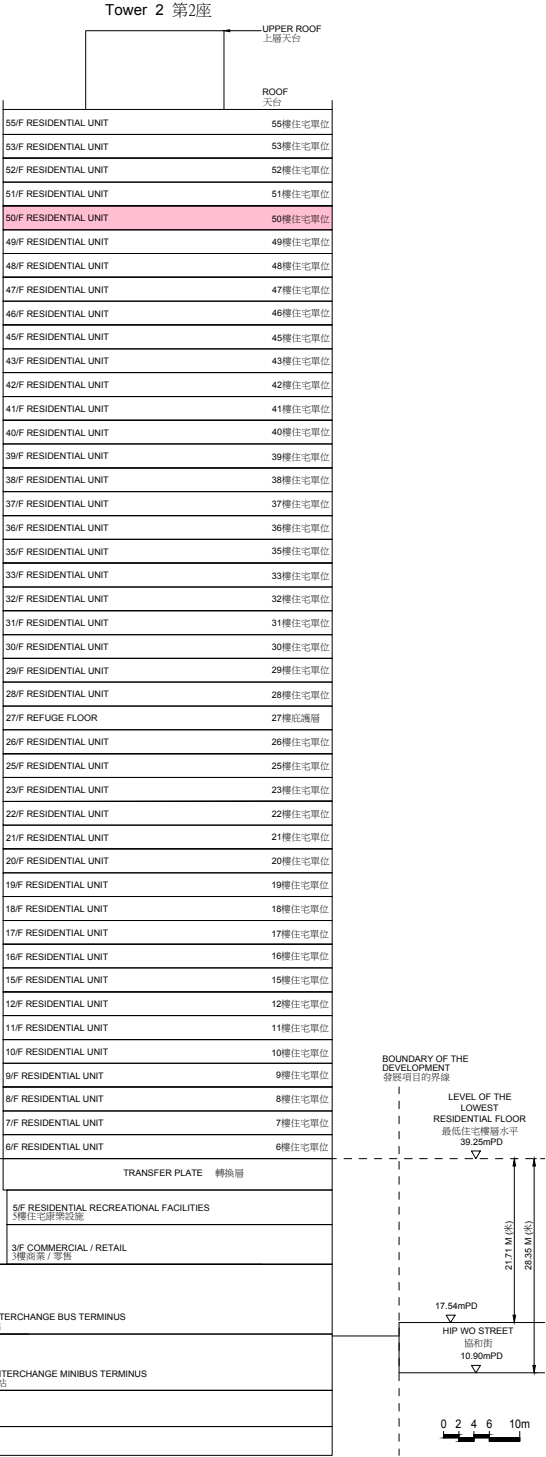 Tower 2 第2座
UPPER ROOF
上層天台
ROOF
天台
55/F RESIDENTIAL UNIT 55樓住宅單位
53/F RESIDENTIAL UNIT 53樓住宅單位
52/F RESIDENTIAL UNIT 52樓住宅單位
51/F RESIDENTIAL UNIT 51樓住宅單位
50/F RESIDENTIAL UNIT 50樓住宅單位
49/F RESIDENTIAL UNIT 49樓住宅單位
48/F RESIDENTIAL UNIT 48樓住宅單位
47/F RESIDENTIAL UNIT 47樓住宅單位
46/F RESIDENTIAL UNIT 46樓住宅單位
45/F RESIDENTIAL UNIT 45樓住宅單位
43/F RESIDENTIAL UNIT 43樓住宅單位
42/F RESIDENTIAL UNIT 42樓住宅單位
41/F RESIDENTIAL UNIT 41樓住宅單位
40/F RESIDENTIAL UNIT 40樓住宅單位
39/F RESIDENTIAL UNIT 39樓住宅單位
38/F RESIDENTIAL UNIT 38樓住宅單位
37/F RESIDENTIAL UNIT 37樓住宅單位
36/F RESIDENTIAL UNIT 36樓住宅單位
35/F RESIDENTIAL UNIT 35樓住宅單位
33/F RESIDENTIAL UNIT 33樓住宅單位
32/F RESIDENTIAL UNIT 32樓住宅單位
31/F RESIDENTIAL UNIT 31樓住宅單位
30/F RESIDENTIAL UNIT 30樓住宅單位
29/F RESIDENTIAL UNIT 29樓住宅單位
28/F RESIDENTIAL UNIT 28樓住宅單位
27/F REFUGE FLOOR 27樓庇護層
26/F RESIDENTIAL UNIT 26樓住宅單位
25/F RESIDENTIAL UNIT 25樓住宅單位
23/F RESIDENTIAL UNIT 23樓住宅單位
22/F RESIDENTIAL UNIT 22樓住宅單位
21/F RESIDENTIAL UNIT 21樓住宅單位
20/F RESIDENTIAL UNIT 20樓住宅單位
19/F RESIDENTIAL UNIT 19樓住宅單位
18/F RESIDENTIAL UNIT 18樓住宅單位
17/F RESIDENTIAL UNIT 17樓住宅單位
16/F RESIDENTIAL UNIT 16樓住宅單位
15/F RESIDENTIAL UNIT 15樓住宅單位
12/F RESIDENTIAL UNIT 12樓住宅單位
11/F RESIDENTIAL UNIT 11樓住宅單位
10/F RESIDENTIAL UNIT 10樓住宅單位
9/F RESIDENTIAL UNIT 9樓住宅單位
8/F RESIDENTIAL UNIT 8樓住宅單位
7/F RESIDENTIAL UNIT 7樓住宅單位
6/F RESIDENTIAL UNIT 6樓住宅單位
BOUNDARY OF THE
DEVELOPMENT
發展項目的界線
LEVEL OF THE
LOWEST
RESIDENTIAL FLOOR
最低住宅樓層水平
39.25mPD
TRANSFER PLATE 轉換層
5/F RESIDENTIAL RECREATIONAL FACILITIES
5樓住宅康樂設施
3/F COMMERCIAL / RETAIL
3樓商業 / 零售
21.71 M (米)
28.35 M (米)
TERCHANGE BUS TERMINUS
17.54mPD
HIP WO STREET
協和街
10.90mPD
NTERCHANGE MINIBUS TERMINUS
站
0 2 4 6 10m